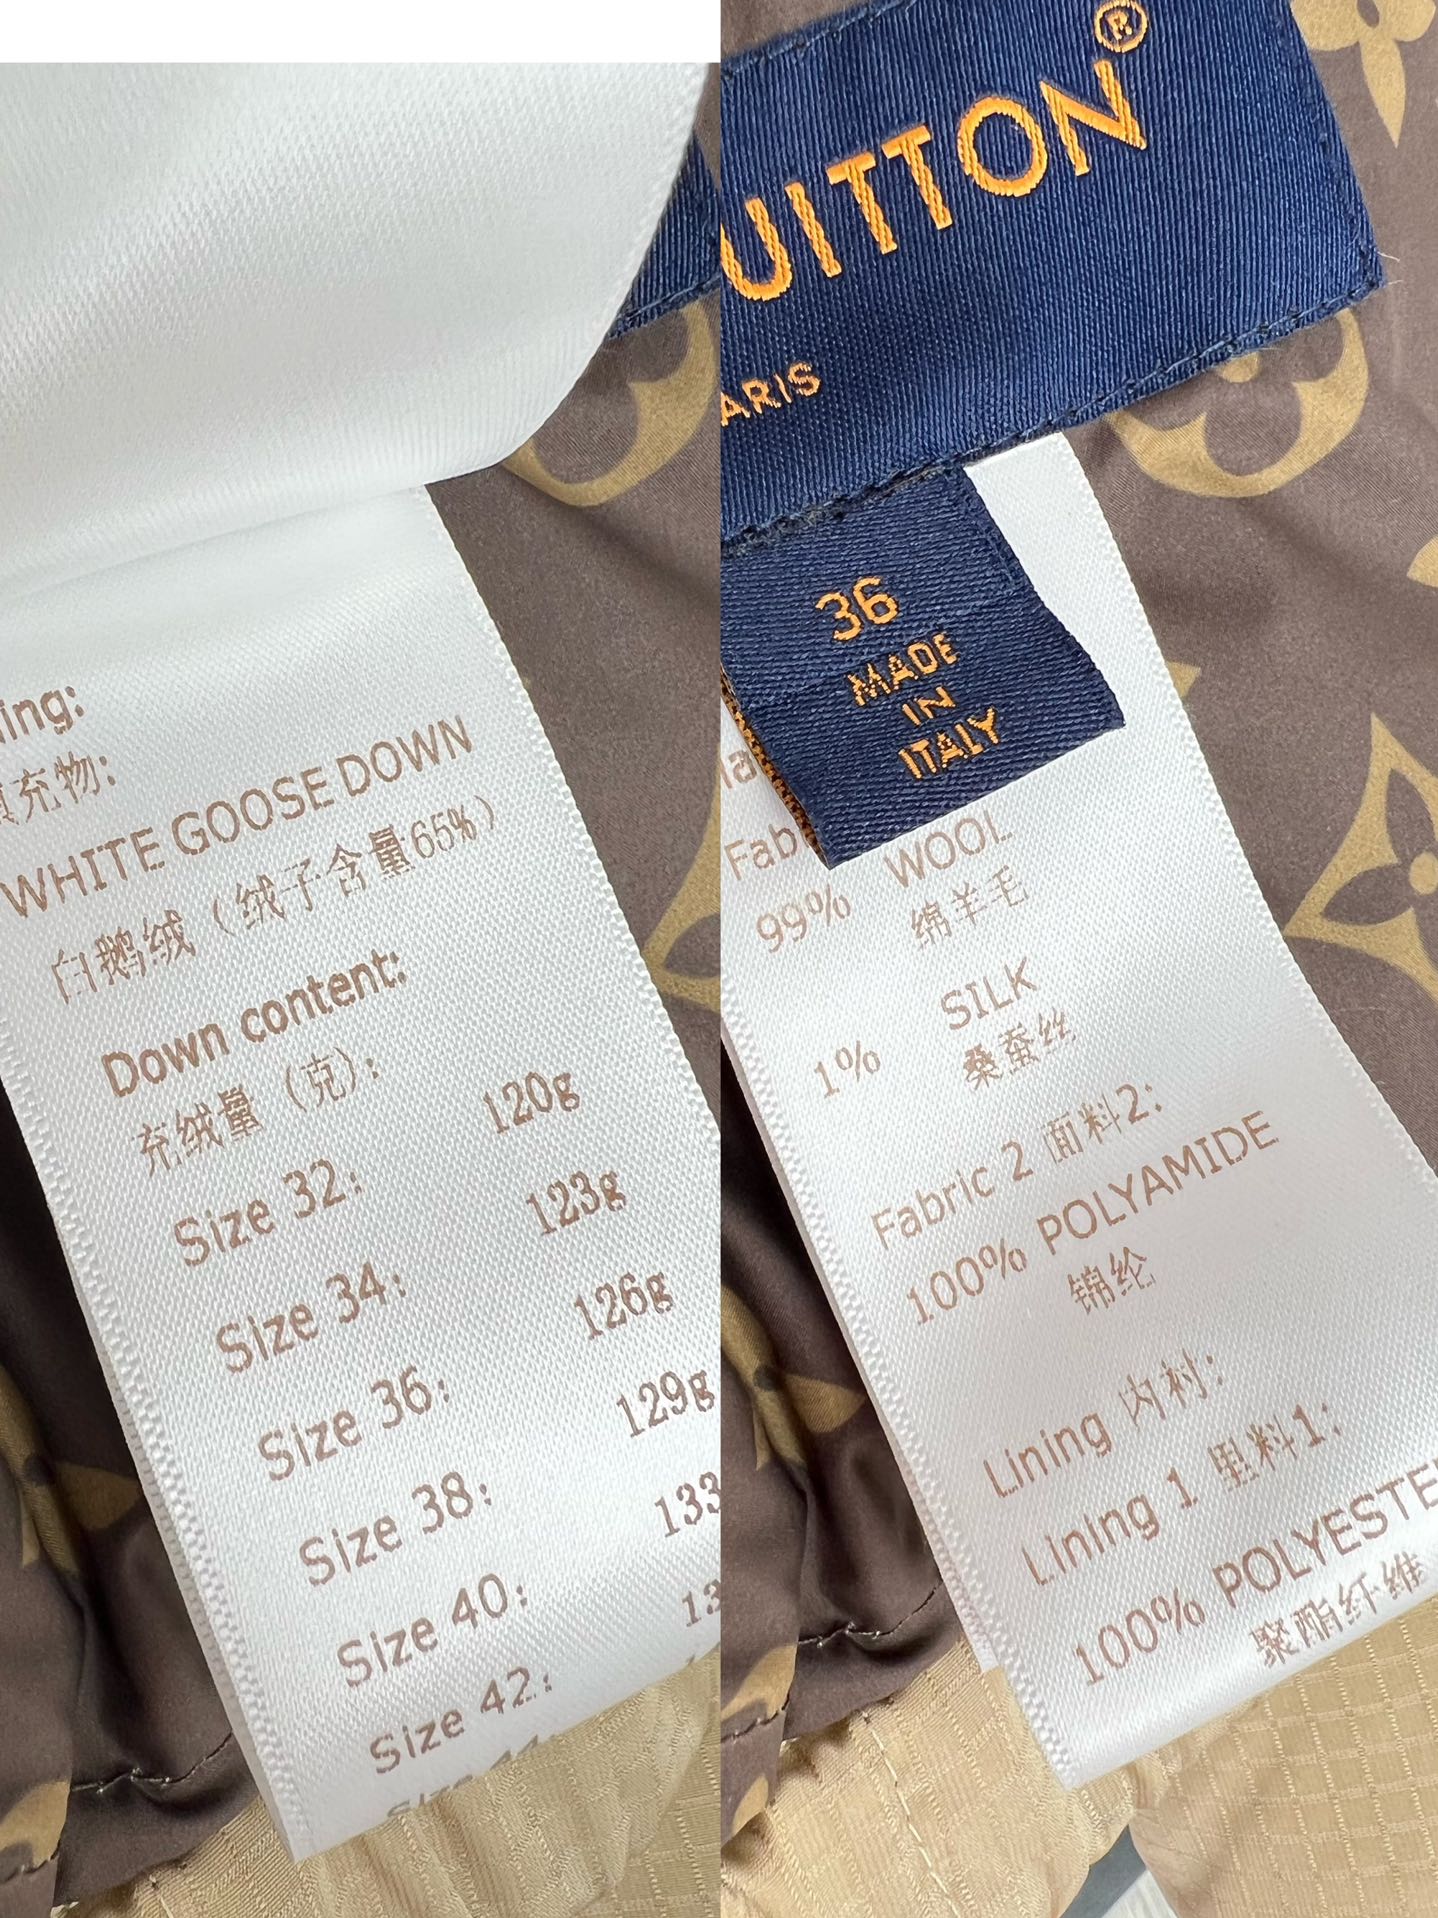 ing:
填充物:
WHITE GOOSE DOWN
白鹅绒（绒子含量65%）
Down content:
充绒量（克）:
Size 32: 120g
Size 34: 123g
Size 36: 126g
Size 38: 129g
Size 40: 133
Size 42: 13
UITTON®
ARIS
36
MADE
IN
ITALY
Fab
99% WOOL
绵羊毛
1% SILK
桑蚕丝
Fabric 2 面料2:
100% POLYAMIDE
锦纶
Lining 内衬:
Lining 1 里料1:
100% POLYESTE
聚酯纤维